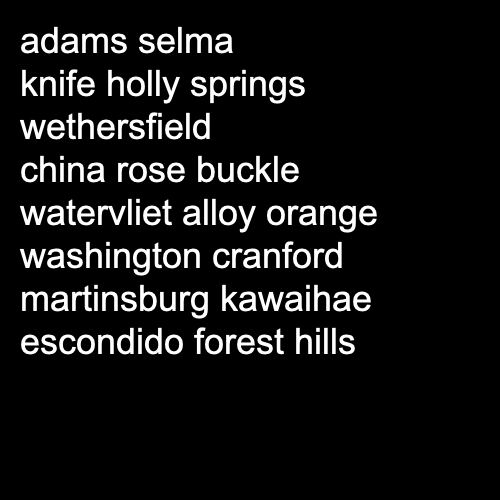 adams selma
knife holly springs
wethersfield
china rose buckle
watervliet alloy orange
washington cranford
martinsburg kawaihae
escondido forest hills